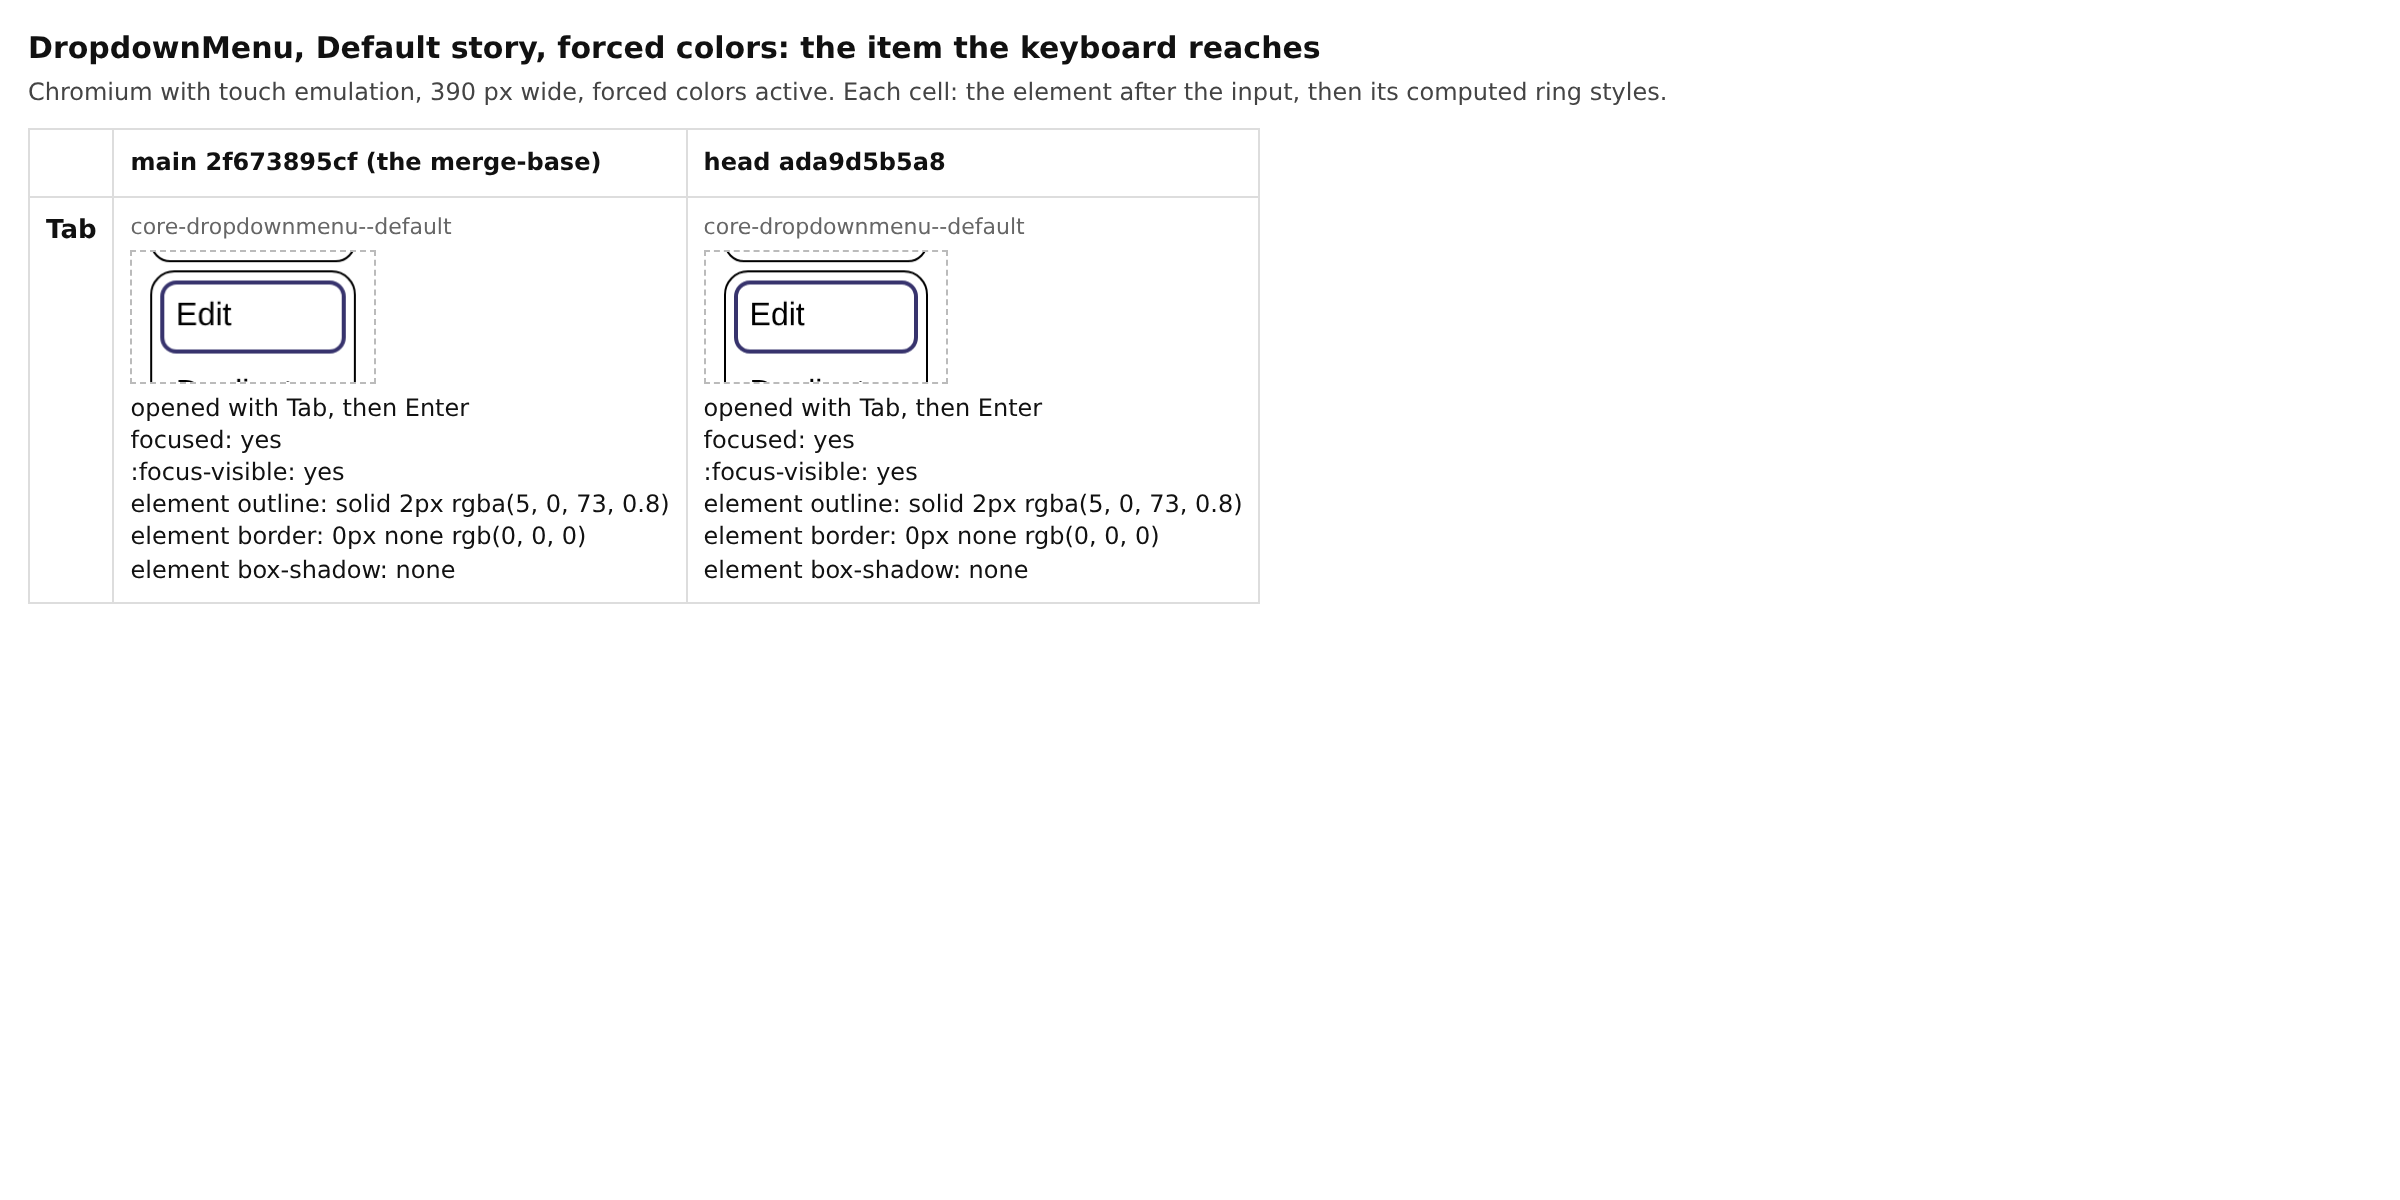 DropdownMenu, Default story, forced colors: the item the keyboard reaches
Chromium with touch emulation, 390 px wide, forced colors active. Each cell: the element after the input, then its computed ring styles.
main 2f673895cf (the merge-base)
head ada9d5b5a8
Tab
core-dropdownmenu--default
Edit
opened with Tab, then Enter
focused: yes
:focus-visible: yes
element outline: solid 2px rgba(5, 0, 73, 0.8)
element border: 0px none rgb(0, 0, 0)
element box-shadow: none
core-dropdownmenu--default
Edit
opened with Tab, then Enter
focused: yes
:focus-visible: yes
element outline: solid 2px rgba(5, 0, 73, 0.8)
element border: 0px none rgb(0, 0, 0)
element box-shadow: none